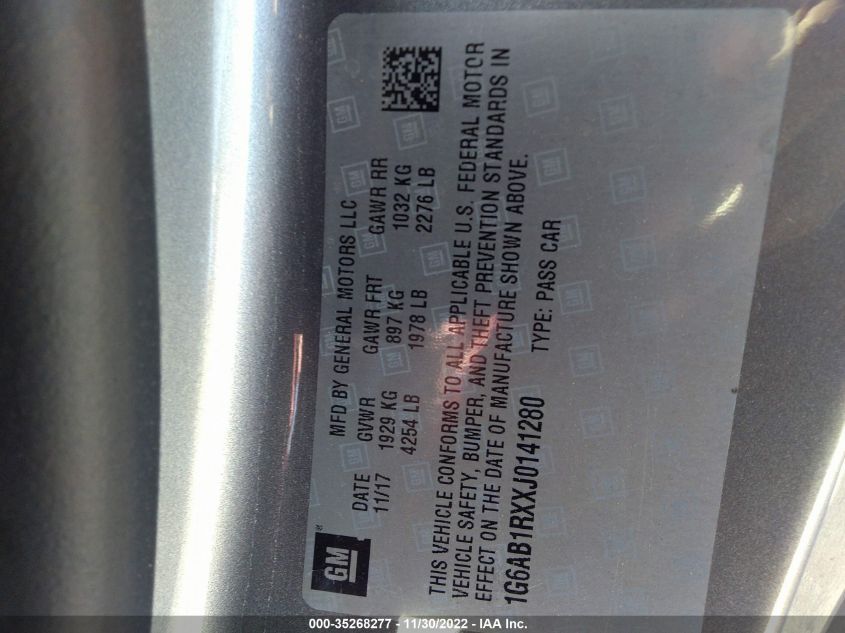 GM
®
MFD BY GENERAL MOTORS LLC
DATE GVWR GAWR FRT GAWR RR
11/17 1929 KG 897 KG 1032 KG
4254 LB 1978 LB 2276 LB
THIS VEHICLE CONFORMS TO ALL APPLICABLE U.S. FEDERAL MOTOR
VEHICLE SAFETY, BUMPER, AND THEFT PREVENTION STANDARDS IN
EFFECT ON THE DATE OF MANUFACTURE SHOWN ABOVE.
1G6AB1RXXJ0141280 TYPE: PASS CAR
000-35268277 - 11/30/2022 - IAA Inc.